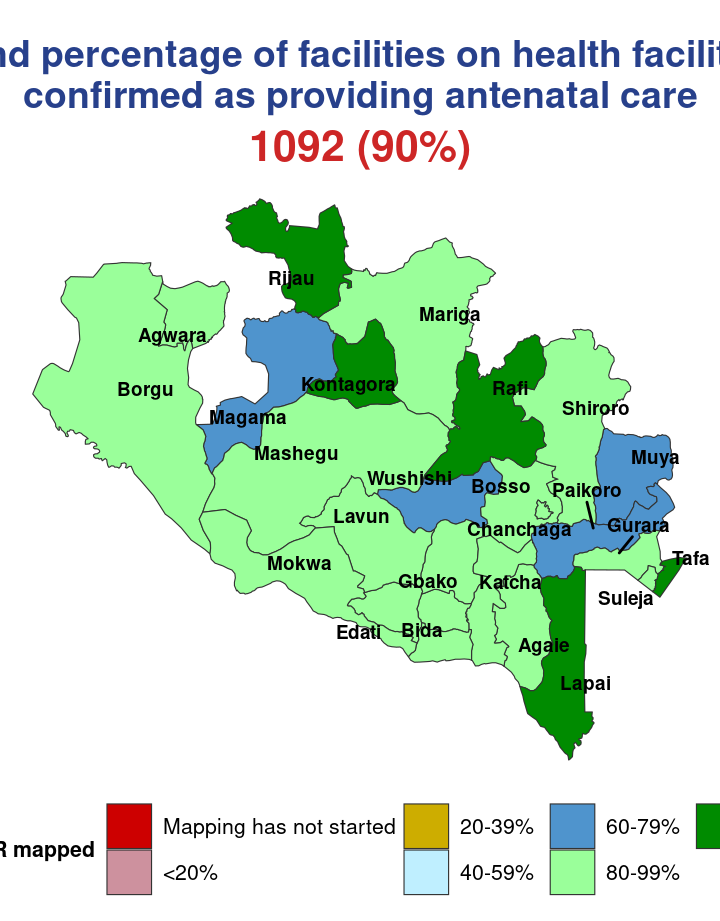 percentage of facilities on health
confirmed as providing antenatal care
1092 (90%)
Rijau
Mariga
Agwara
Kontagora
Borgu
Rafi
Shiroro
Magama
Mashegu
Muya
Wushishi
Bosso
Paikoro
Lavun
Chanchaga
Gurara
Mokwa
Tafa
Gbako
Katcha
Suleja
Edati
Bida
Agaie
Lapai
mapped
Mapping has not started
20-39%
60-79%
<20%
40-59%
80-99%